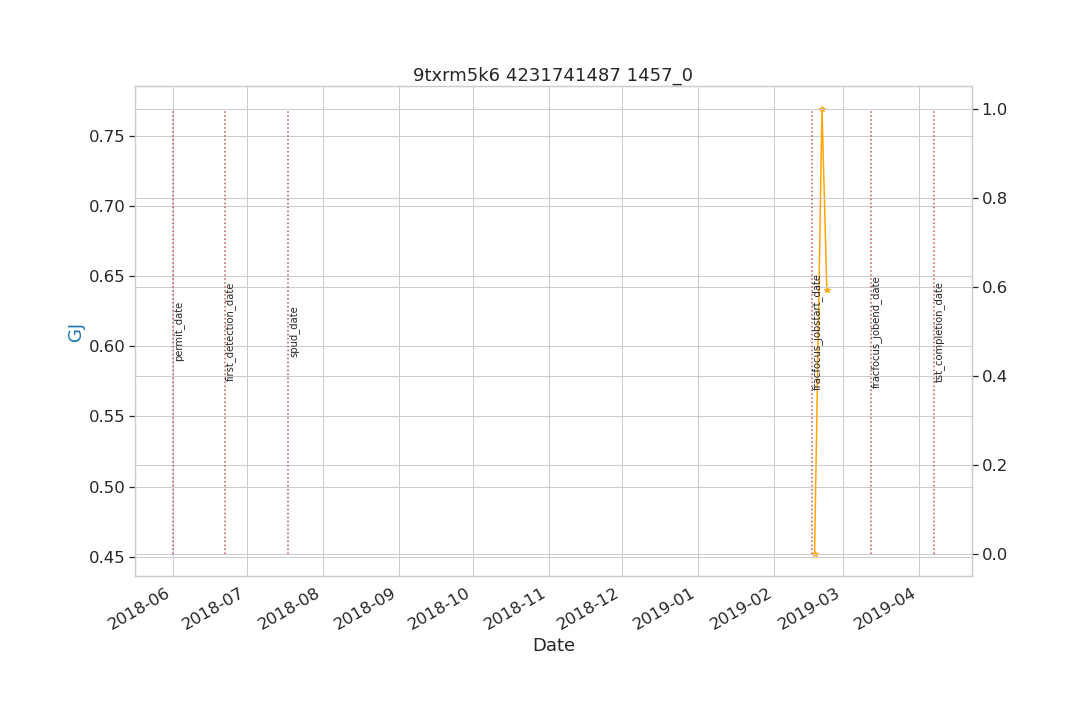 9txrm5k6 4231741487 1457_0
GJ
0.75
0.70
0.65
0.60
0.55
0.50
0.45
1.0
0.8
0.6
0.4
0.2
0.0
permit_date
first_detection_date
spud_date
fracfocus_jobstart_date
fracfocus_jobend_date
tst_completion_date
2018-06
2018-07
2018-08
2018-09
2018-10
2018-11
2018-12
2019-01
2019-02
2019-03
2019-04
Date